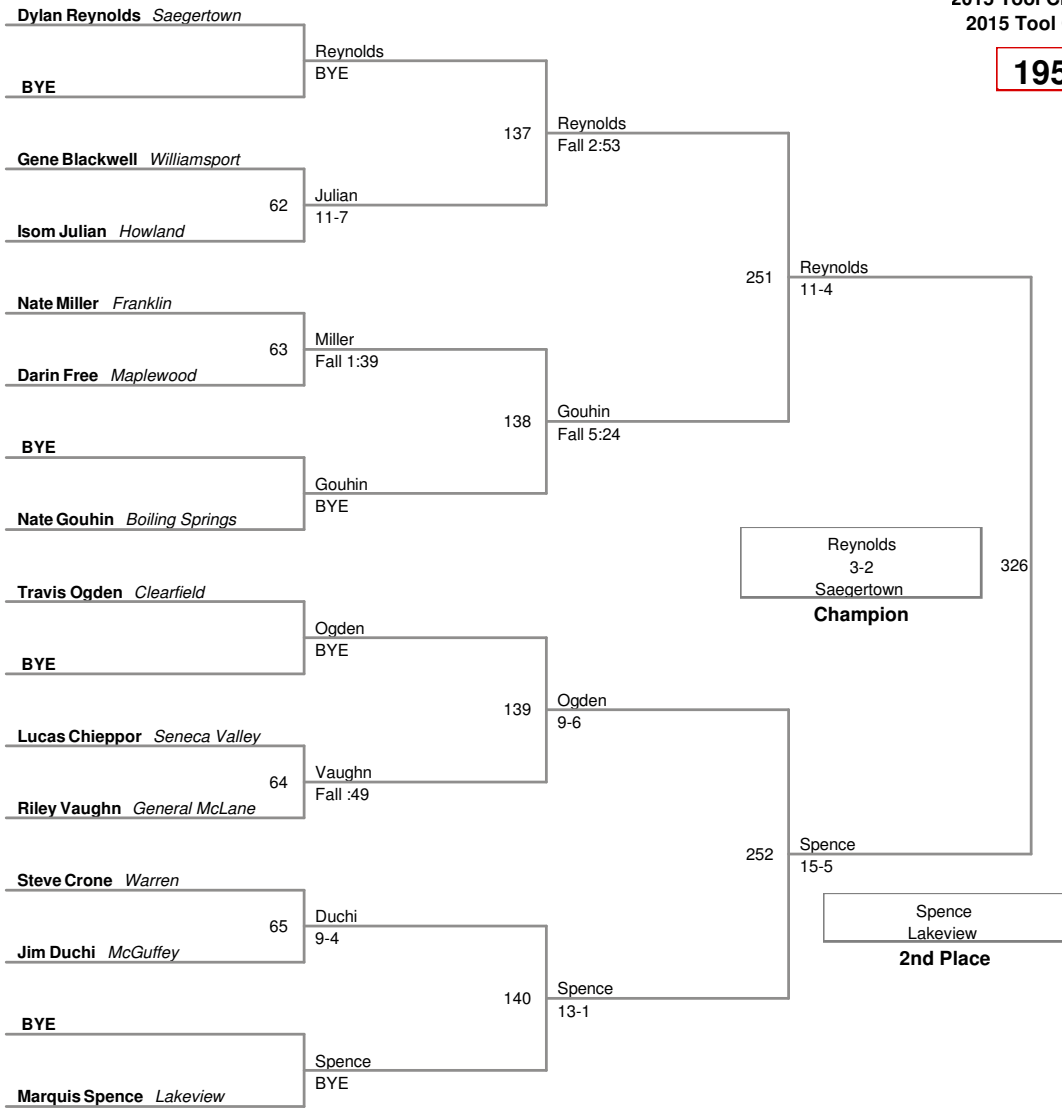 2015 Tool
195
Dylan Reynolds Saegertown
Reynolds
BYE
BYE
137
Reynolds
Fall 2:53
Gene Blackwell Williamsport
62
Julian
11-7
Isom Julian Howland
251
Reynolds
11-4
Nate Miller Franklin
63
Miller
Fall 1:39
Darin Free Maplewood
138
Gouhin
Fall 5:24
BYE
Gouhin
BYE
Nate Gouhin Boiling Springs
Reynolds
3-2
Saegertown
Champion
326
Travis Ogden Clearfield
Ogden
BYE
BYE
139
Ogden
9-6
Lucas Chieppor Seneca Valley
64
Vaughn
Fall :49
Riley Vaughn General McLane
252
Spence
15-5
Steve Crone Warren
65
Duchi
9-4
Jim Duchi McGuffey
Spence
Lakeview
2nd Place
140
Spence
13-1
BYE
Spence
BYE
Marquis Spence Lakeview